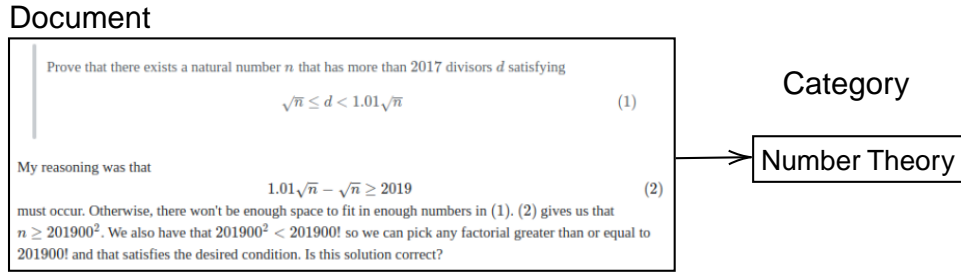 Document
Prove that there exists a natural number n that has more than 2017 divisors d satisfying
√n ≤ d < 1.01√n (1)
Category
My reasoning was that
Number Theory
1.01√n − √n ≥ 2019 (2)
must occur. Otherwise, there won't be enough space to fit in enough numbers in (1). (2) gives us that
n ≥ 201900². We also have that 201900² < 201900! so we can pick any factorial greater than or equal to
201900! and that satisfies the desired condition. Is this solution correct?